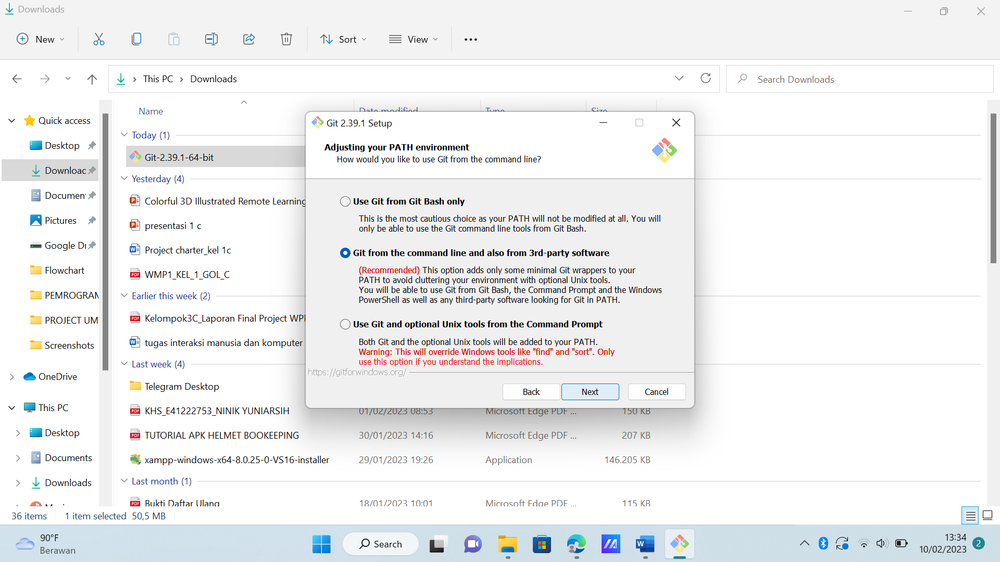 Downloads
New
Sort
View
This PC
Downloads
Search Downloads
Name
Date modified
Type
Size
Quick access
Desktop
Downloac
Documen
Pictures
Google Dr
Flowchart
PEMROGRAM
PROJECT UM
Screenshots
OneDrive
This PC
Desktop
Documents
Downloads
Today (1)
Git-2.39.1-64-bit
Yesterday (4)
Colorful 3D Illustrated Remote Learning
presentasi 1 c
Project charter_kel 1c
WMP1_KEL_1_GOL_C
Earlier this week (2)
Kelompok3C_Laporan Final Project WPF
tugas interaksi manusia dan komputer
Last week (4)
Telegram Desktop
KHS_E41222753_NINIK YUNIARSIH 01/02/2023 08:53 Microsoft Edge PDF ... 150 KB
TUTORIAL APK HELMET BOOKEEPING 30/01/2023 14:16 Microsoft Edge PDF ... 207 KB
xampp-windows-x64-8.0.25-0-VS16-installer 29/01/2023 19:26 Application 146.205 KB
Last month (1)
Bukti Daftar Ulang 18/01/2023 10:01 Microsoft Edge PDF ... 115 KB
Git 2.39.1 Setup
Adjusting your PATH environment
How would you like to use Git from the command line?
Use Git from Git Bash only
This is the most cautious choice as your PATH will not be modified at all. You will
only be able to use the Git command line tools from Git Bash.
Git from the command line and also from 3rd-party software
(Recommended) This option adds only some minimal Git wrappers to your
PATH to avoid cluttering your environment with optional Unix tools.
You will be able to use Git from Git Bash, the Command Prompt and the Windows
PowerShell as well as any third-party software looking for Git in PATH.
Use Git and optional Unix tools from the Command Prompt
Both Git and the optional Unix tools will be added to your PATH.
Warning: This will override Windows tools like "find" and "sort". Only
use this option if you understand the implications.
https://gitforwindows.org/
Back
Next
Cancel
36 items
1 item selected 50,5 MB
90°F
Berawan
Search
13:34
10/02/2023
2